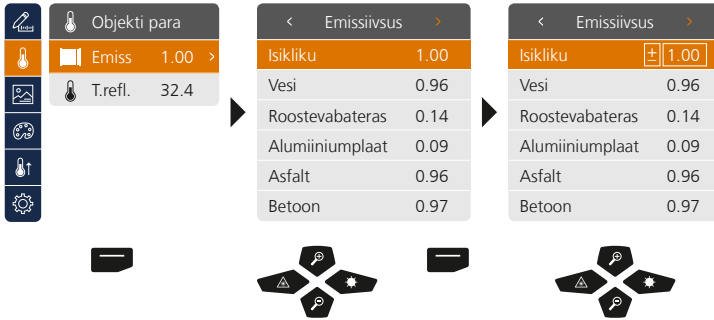 Objekti para
Emiss 1.00 >
T.refl. 32.4
< Emissiivsus >
Isikliku 1.00
Vesi 0.96
Roostevabateras 0.14
Alumiiniumplaat 0.09
Asfalt 0.96
Betoon 0.97
< Emissiivsus >
Isikliku ± 1.00
Vesi 0.96
Roostevabateras 0.14
Alumiiniumplaat 0.09
Asfalt 0.96
Betoon 0.97